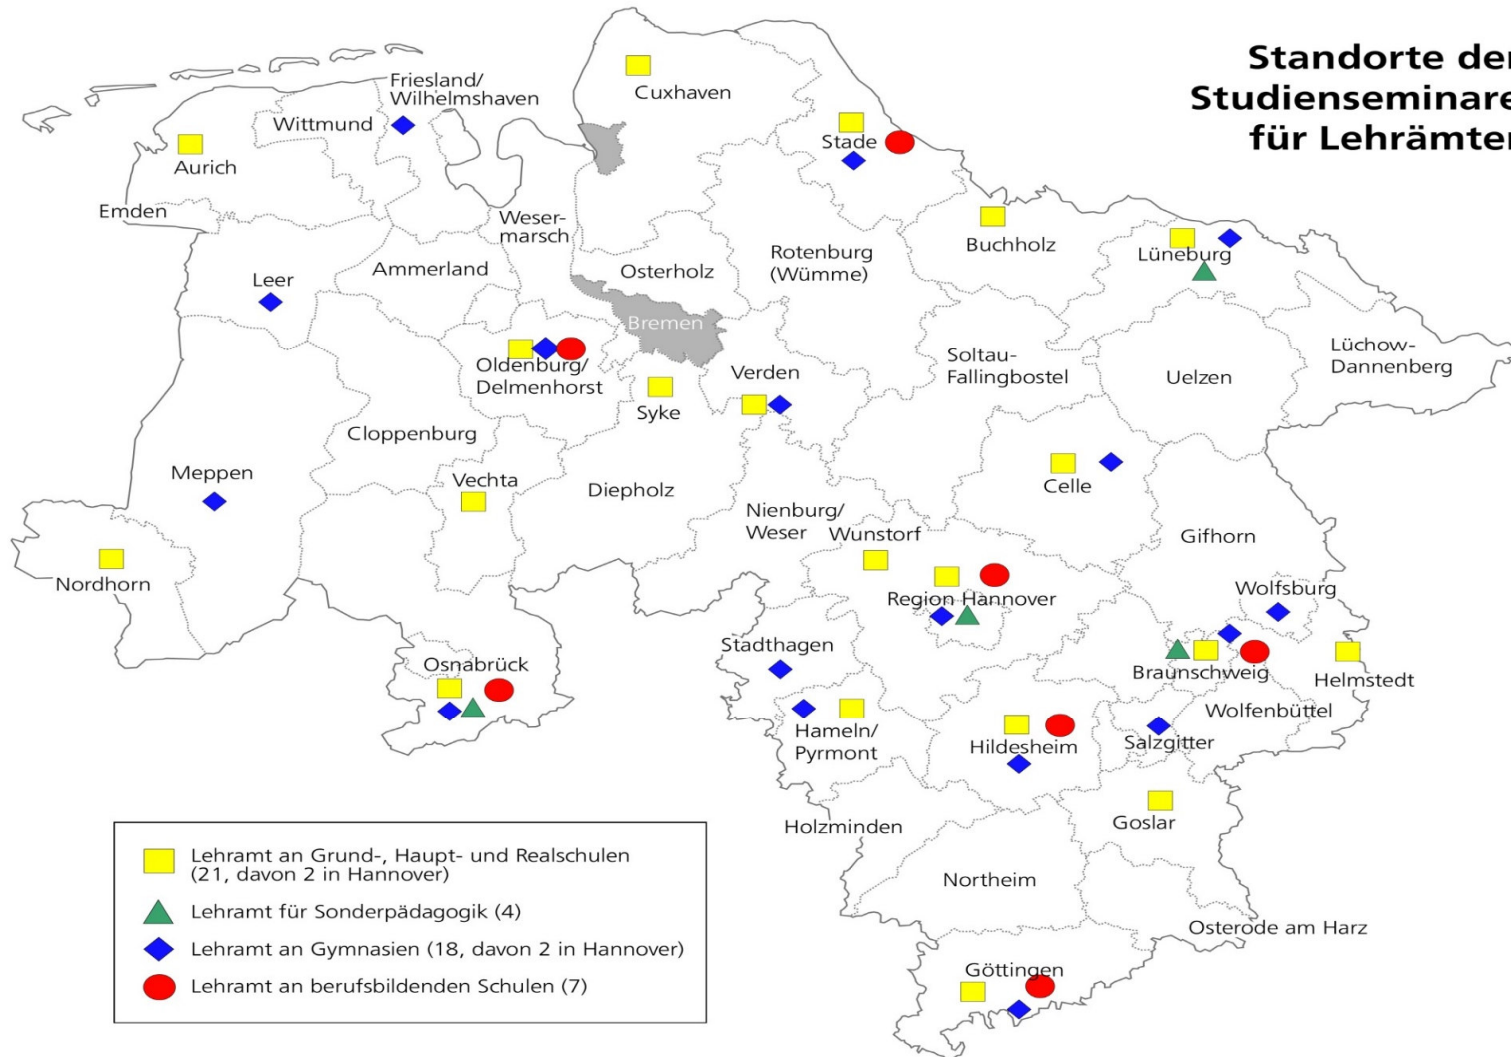 Standorte der
Studienseminare
für Lehrämter
Friesland/
Wilhelmshaven
Cuxhaven
Wittmund
Stade
Aurich
Emden
Weser-
marsch
Buchholz
Lüneburg
Rotenburg
(Wümme)
Ammerland
Osterholz
Leer
Bremen
Oldenburg/
Delmenhorst
Verden
Soltau-
Fallingbostel
Uelzen
Lüchow-
Dannenberg
Syke
Cloppenburg
Meppen
Vechta
Diepholz
Celle
Nienburg/
Weser
Wunstorf
Gifhorn
Nordhorn
Region Hannover
Wolfsburg
Stadthagen
Osnabrück
Braunschweig
Helmstedt
Wolfenbüttel
Hameln/
Pyrmont
Hildesheim
Salzgitter
Holzminden
Goslar
Northeim
Osterode am Harz
Göttingen
Lehramt an Grund-, Haupt- und Realschulen
(21, davon 2 in Hannover)
Lehramt für Sonderpädagogik (4)
Lehramt an Gymnasien (18, davon 2 in Hannover)
Lehramt an berufsbildenden Schulen (7)